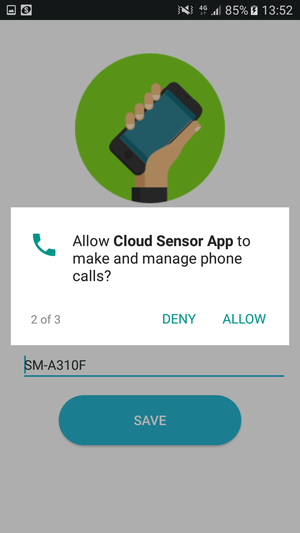 4G 85% 13:52
Allow Cloud Sensor App to
make and manage phone
calls?
2 of 3 DENY ALLOW
SM-A310F
SAVE